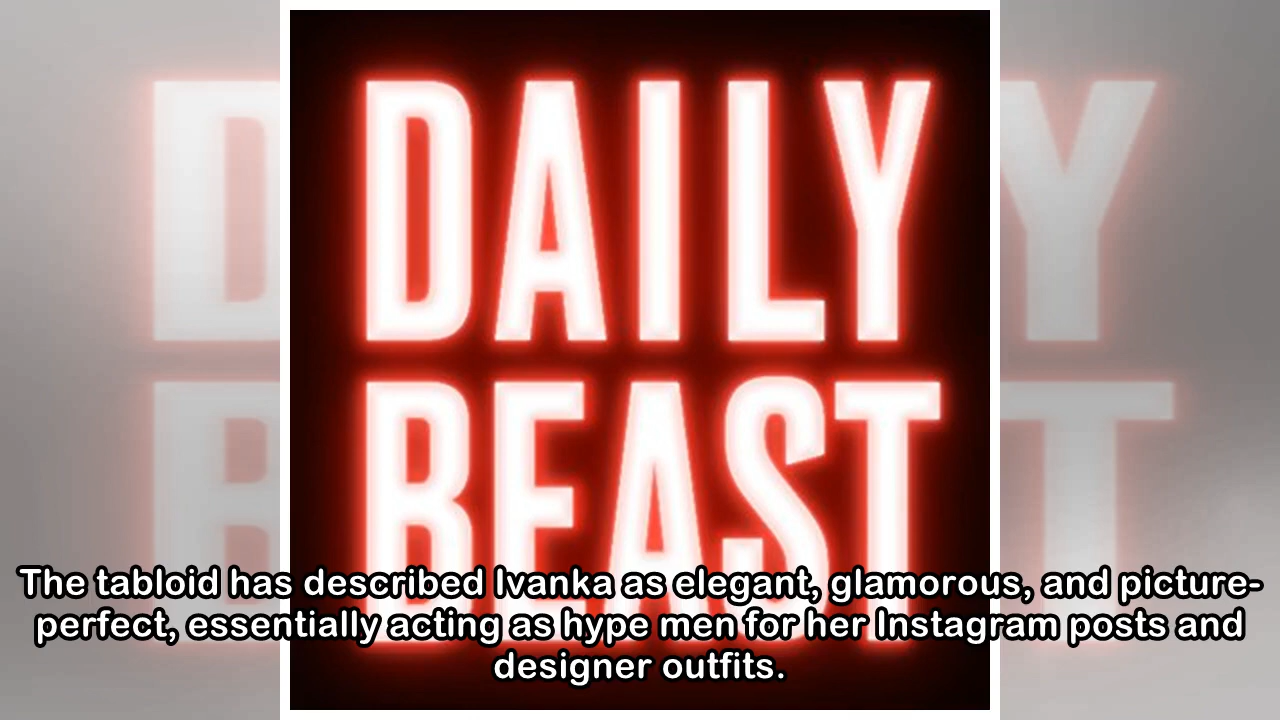 DAILY
BEAST
The tabloid has described Ivanka as elegant, glamorous, and picture-
perfect, essentially acting as hype men for her Instagram posts and
designer outfits.